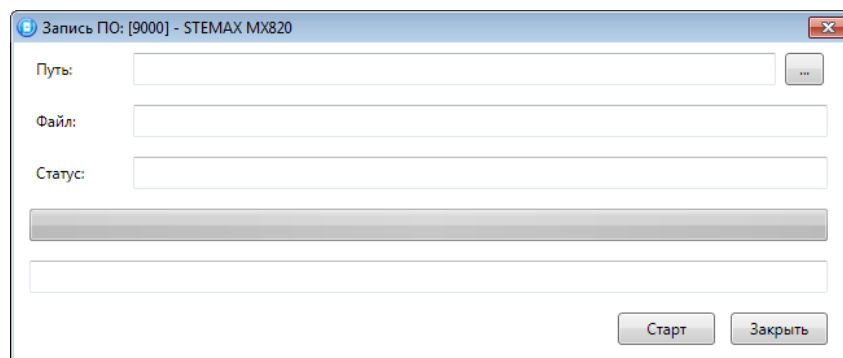 Запись ПО: [9000] - STEMAX MX820
Путь:
...
Файл:
Статус:
Старт
Закрыть